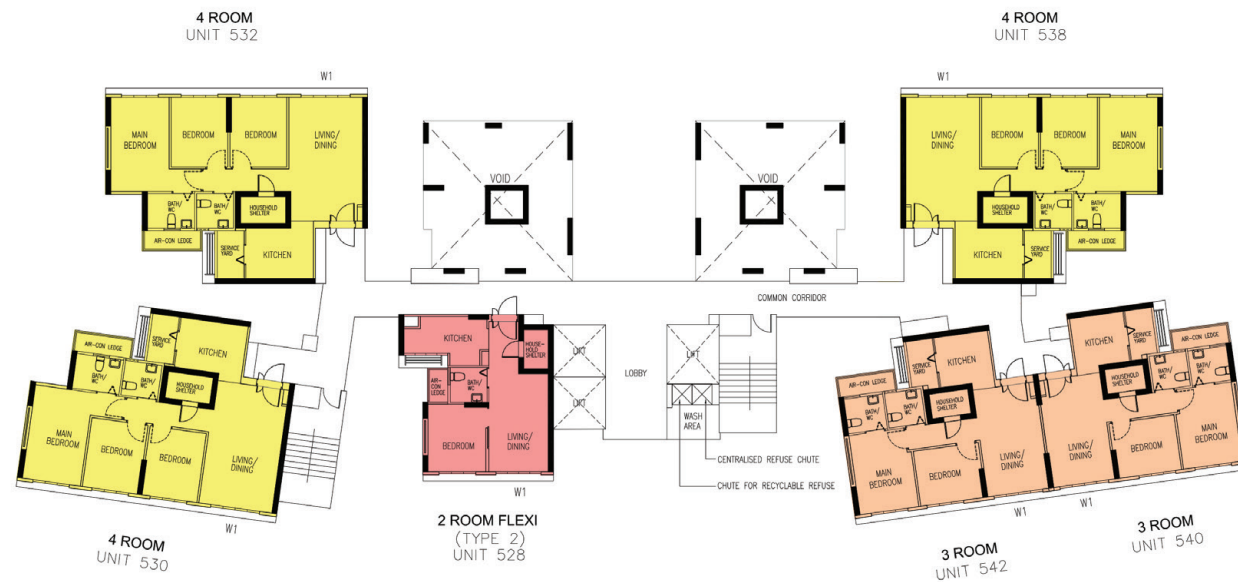 4 ROOM
UNIT 532
4 ROOM
UNIT 538
W1
MAIN
BEDROOM
BEDROOM
BEDROOM
LIVING/
DINING
BATH/
WC
BATH/
WC
HOUSEHOLD
SHELTER
AIR-CON LEDGE
SERVICE
YARD
KITCHEN
VOID
VOID
W1
LIVING/
DINING
BEDROOM
BEDROOM
MAIN
BEDROOM
HOUSEHOLD
SHELTER
BATH/
WC
BATH/
WC
KITCHEN
SERVICE
YARD
AIR-CON LEDGE
COMMON CORRIDOR
AIR-CON LEDGE
SERVICE
YARD
KITCHEN
BATH/
WC
BATH/
WC
HOUSEHOLD
SHELTER
MAIN
BEDROOM
BEDROOM
BEDROOM
LIVING/
DINING
W1
4 ROOM
UNIT 530
KITCHEN
HOUSE-
HOLD
SHELTER
AIR-
CON
LEDGE
BATH/
WC
BEDROOM
LIVING/
DINING
W1
2 ROOM FLEXI
(TYPE 2)
UNIT 528
LIFT
LIFT
LOBBY
LIFT
WASH
AREA
CENTRALISED REFUSE CHUTE
CHUTE FOR RECYCLABLE REFUSE
AIR-CON LEDGE
SERVICE
YARD
KITCHEN
BATH/
WC
BATH/
WC
HOUSEHOLD
SHELTER
MAIN
BEDROOM
BEDROOM
LIVING/
DINING
W1
3 ROOM
UNIT 542
KITCHEN
SERVICE
YARD
AIR-CON LEDGE
HOUSEHOLD
SHELTER
BATH/
WC
BATH/
WC
LIVING/
DINING
BEDROOM
MAIN
BEDROOM
W1
3 ROOM
UNIT 540